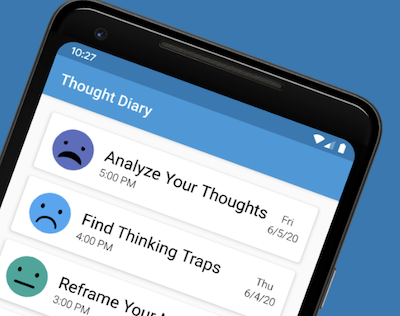 10:27
Thought Diary
Analyze Your Thoughts
5:00 PM
Fri
6/5/20
Find Thinking Traps
4:00 PM
Thu
6/4/20
Reframe Your
3:00 PM